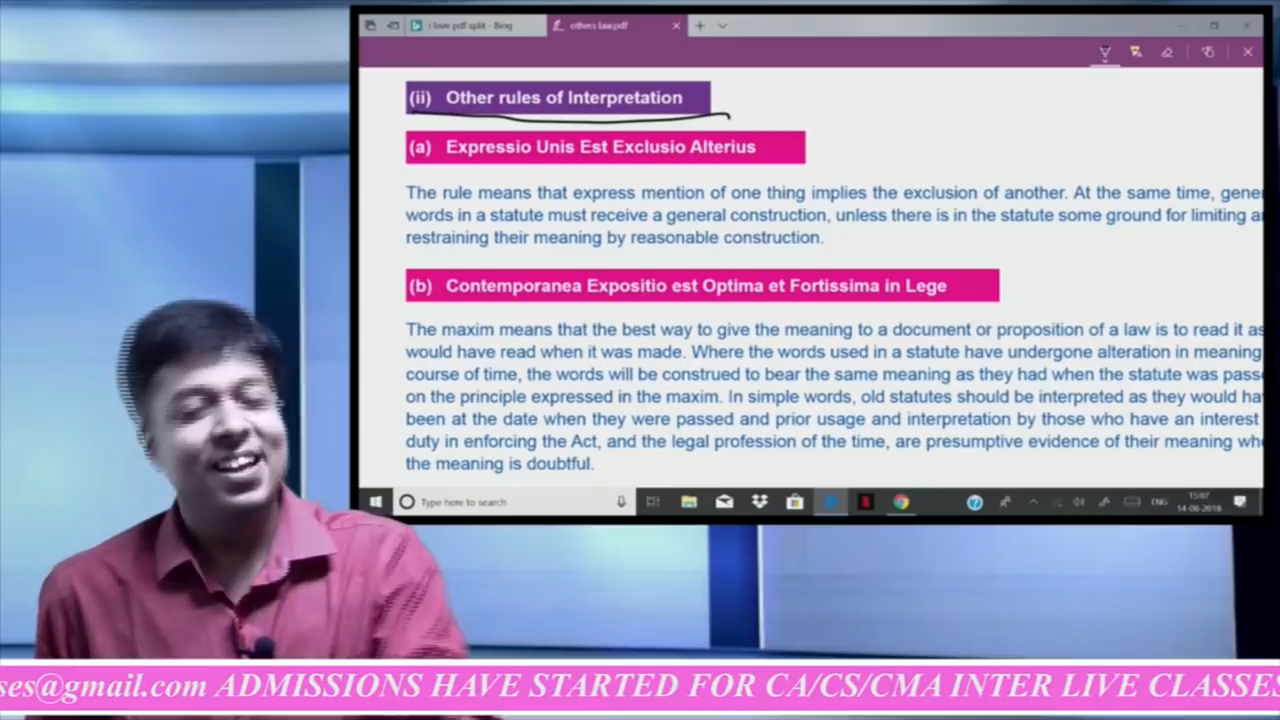 i love pdf split - Bing
others law.pdf
(ii) Other rules of Interpretation
(a) Expressio Unis Est Exclusio Alterius
The rule means that express mention of one thing implies the exclusion of another. At the same time, gene
words in a statute must receive a general construction, unless there is in the statute some ground for limiting a
restraining their meaning by reasonable construction.
(b) Contemporanea Expositio est Optima et Fortissima in Lege
The maxim means that the best way to give the meaning to a document or proposition of a law is to read it as
would have read when it was made. Where the words used in a statute have undergone alteration in meaning
course of time, the words will be construed to bear the same meaning as they had when the statute was pass
on the principle expressed in the maxim. In simple words, old statutes should be interpreted as they would ha
been at the date when they were passed and prior usage and interpretation by those who have an interest
duty in enforcing the Act, and the legal profession of the time, are presumptive evidence of their meaning wh
the meaning is doubtful.
Type here to search
ENG
15:07
14-08-2018
ses@gmail.com ADMISSIONS HAVE STARTED FOR CA/CS/CMA INTER LIVE CLASSES